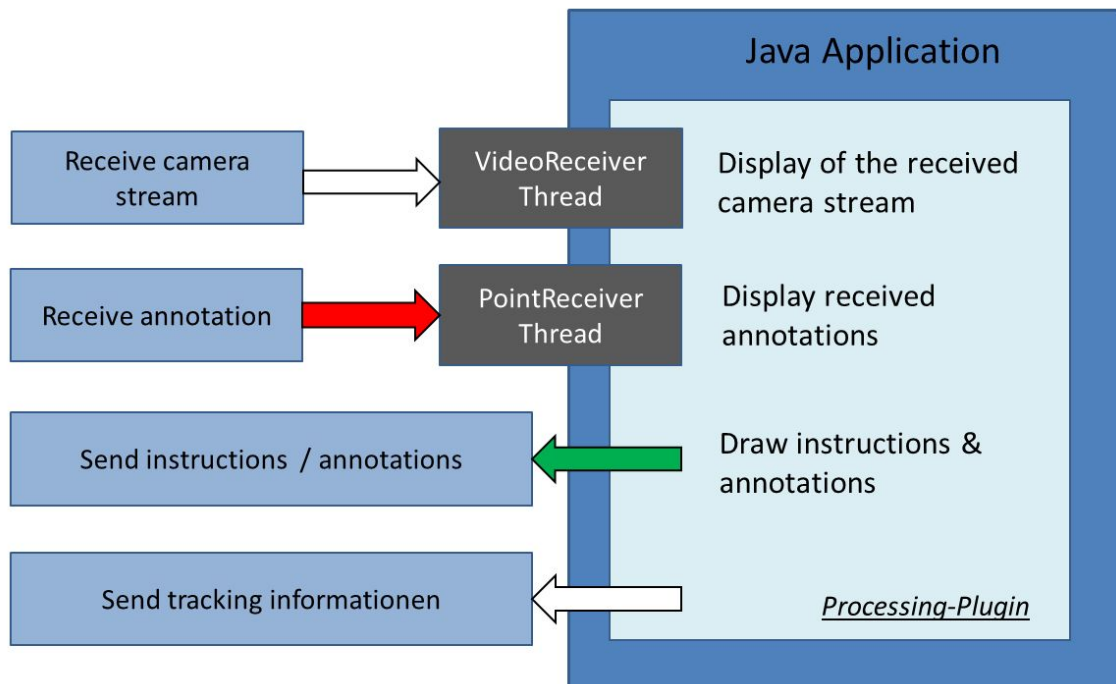 Java Application
Receive camera
stream
VideoReceiver
Thread
Display of the received
camera stream
Receive annotation
PointReceiver
Thread
Display received
annotations
Send instructions / annotations
Draw instructions &
annotations
Send tracking informationen
Processing-Plugin